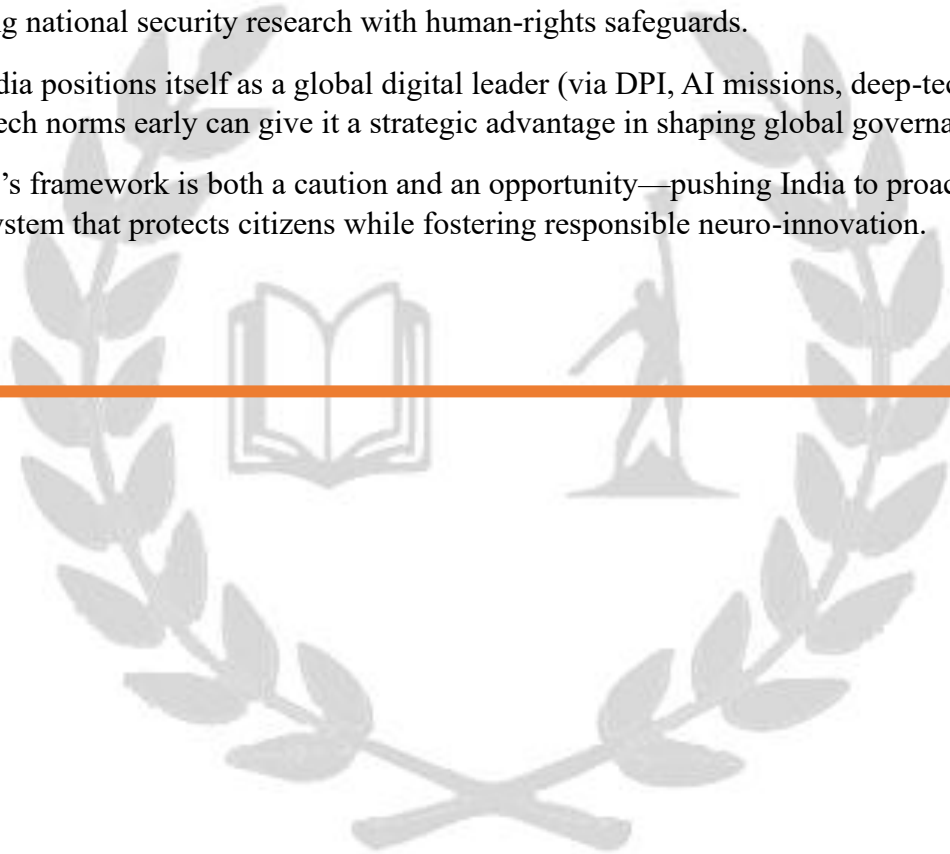 g national security research with human-rights safeguards.
dia positions itself as a global digital leader (via DPI, AI missions, deep-tec
ech norms early can give it a strategic advantage in shaping global governa
's framework is both a caution and an opportunity—pushing India to proac
ystem that protects citizens while fostering responsible neuro-innovation.